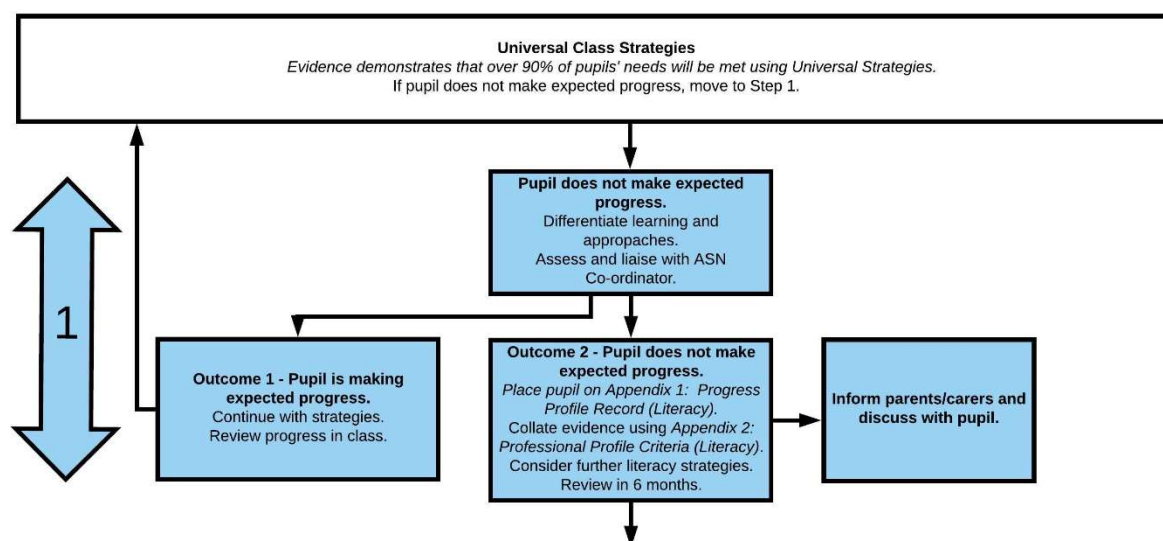 Universal Class Strategies
Evidence demonstrates that over 90% of pupils' needs will be met using Universal Strategies.
If pupil does not make expected progress, move to Step 1.
Pupil does not make expected
progress.
Differentiate learning and
appropaches.
Assess and liaise with ASN
Co-ordinator.
1
Outcome 1 - Pupil is making
expected progress.
Continue with strategies.
Review progress in class.
Outcome 2 - Pupil does not make
expected progress.
Place pupil on Appendix 1: Progress
Profile Record (Literacy).
Collate evidence using Appendix 2:
Professional Profile Criteria (Literacy).
Consider further literacy strategies.
Review in 6 months.
Inform parents/carers and
discuss with pupil.